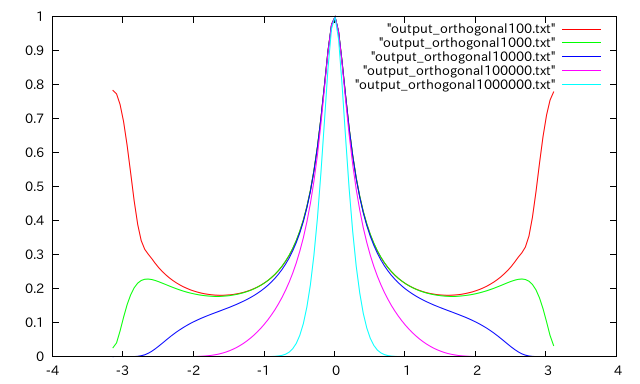 "output_orthogonal100.txt"
"output_orthogonal1000.txt"
"output_orthogonal10000.txt"
"output_orthogonal100000.txt"
"output_orthogonal1000000.txt"
1
0.9
0.8
0.7
0.6
0.5
0.4
0.3
0.2
0.1
0
-4 -3 -2 -1 0 1 2 3 4